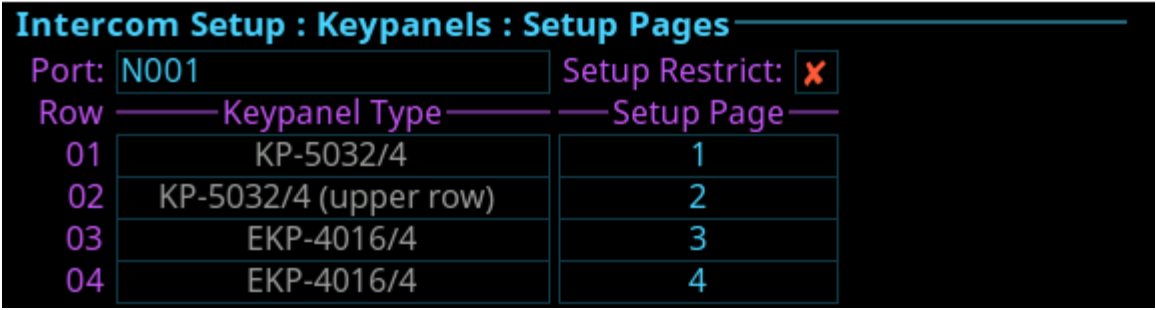 Intercom Setup : Keypanels : Setup Pages
Port: N001 Setup Restrict: ✘
Row Keypanel Type Setup Page
01 KP-5032/4 1
02 KP-5032/4 (upper row) 2
03 EKP-4016/4 3
04 EKP-4016/4 4